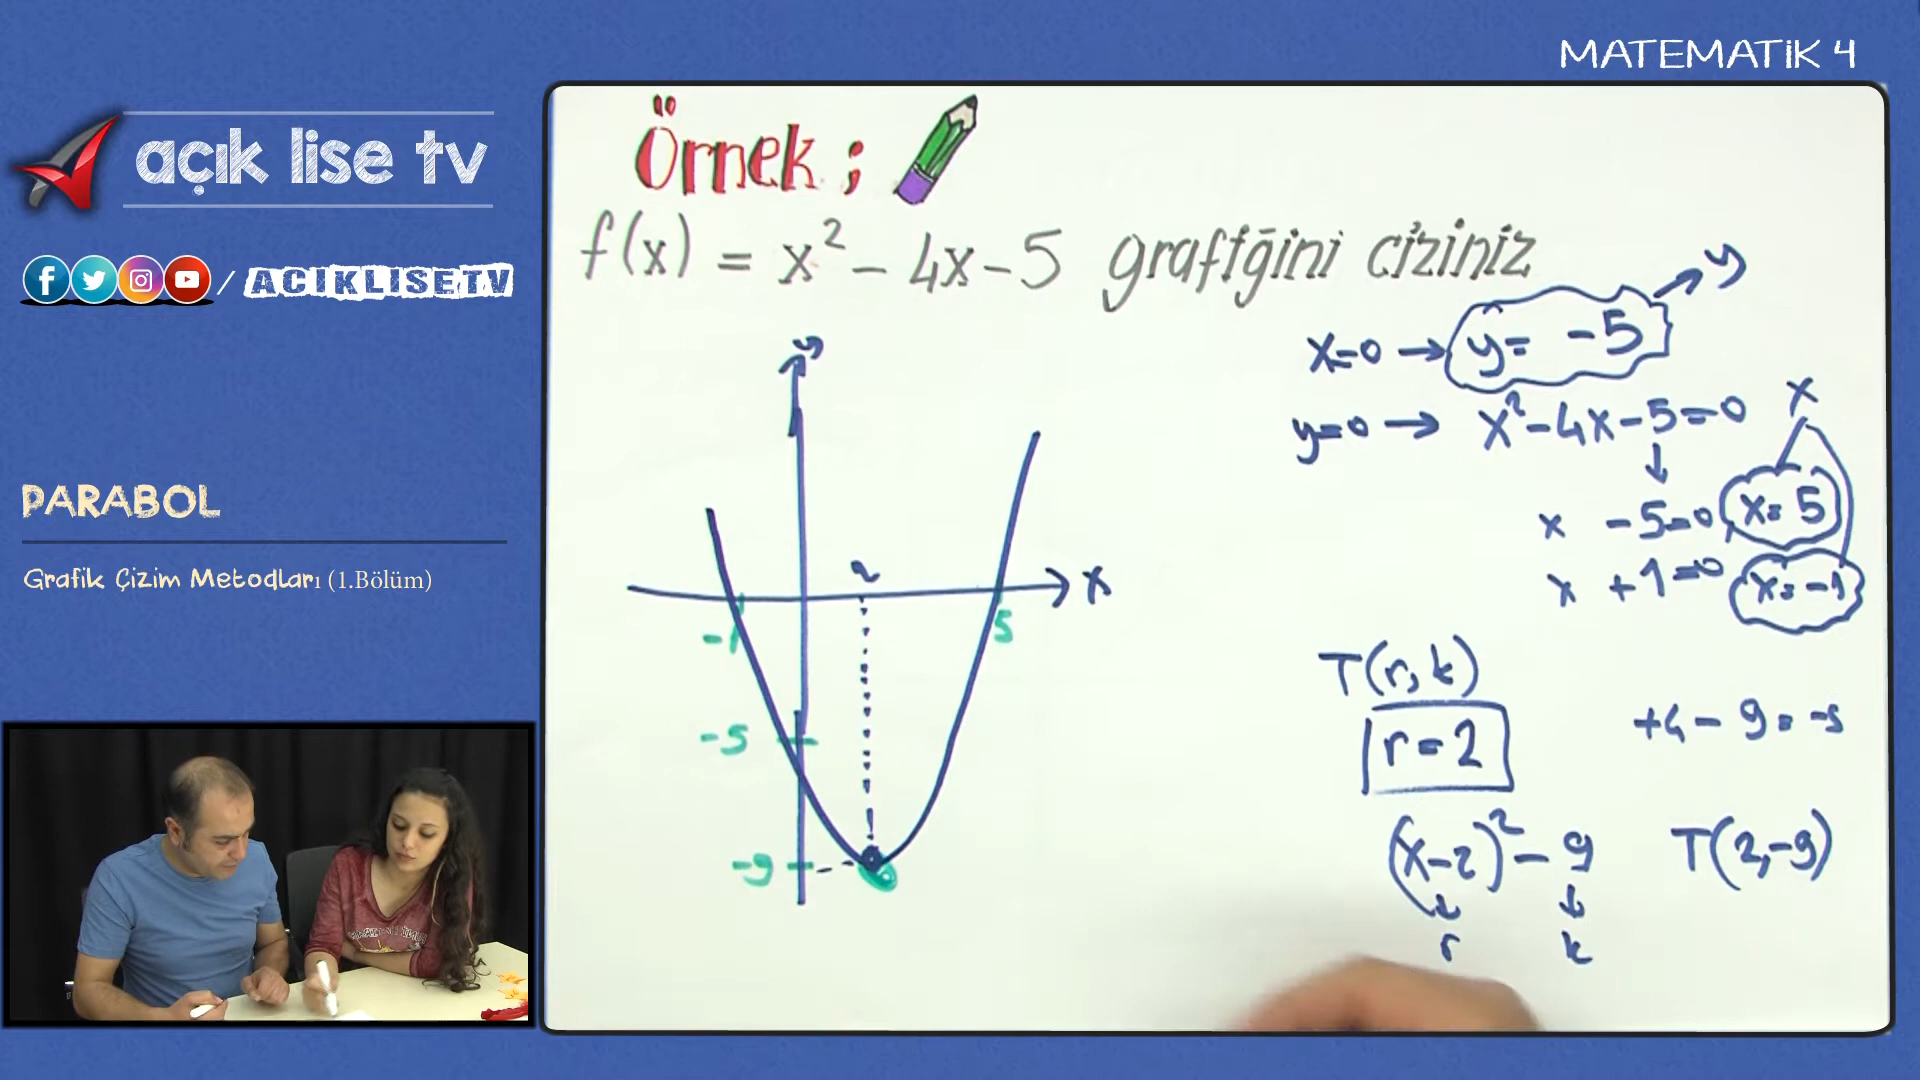 MATEMATİK 4
açık lise tv
/ ACIKLISETV
PARABOL
Grafik Çizim Metodları (1.Bölüm)
Örnek ;
f(x) = x² - 4x - 5 grafiğini çiziniz
x=0 → y= -5 → y
y=0 → x²-4x-5=0 x
x -5=0 x=5
x +1=0 x=-1
T(r,k)
r=2
+4-9=-5
(x-2)²-9 T(2,-9)
r k
y
2
x
-1
5
-5
-9